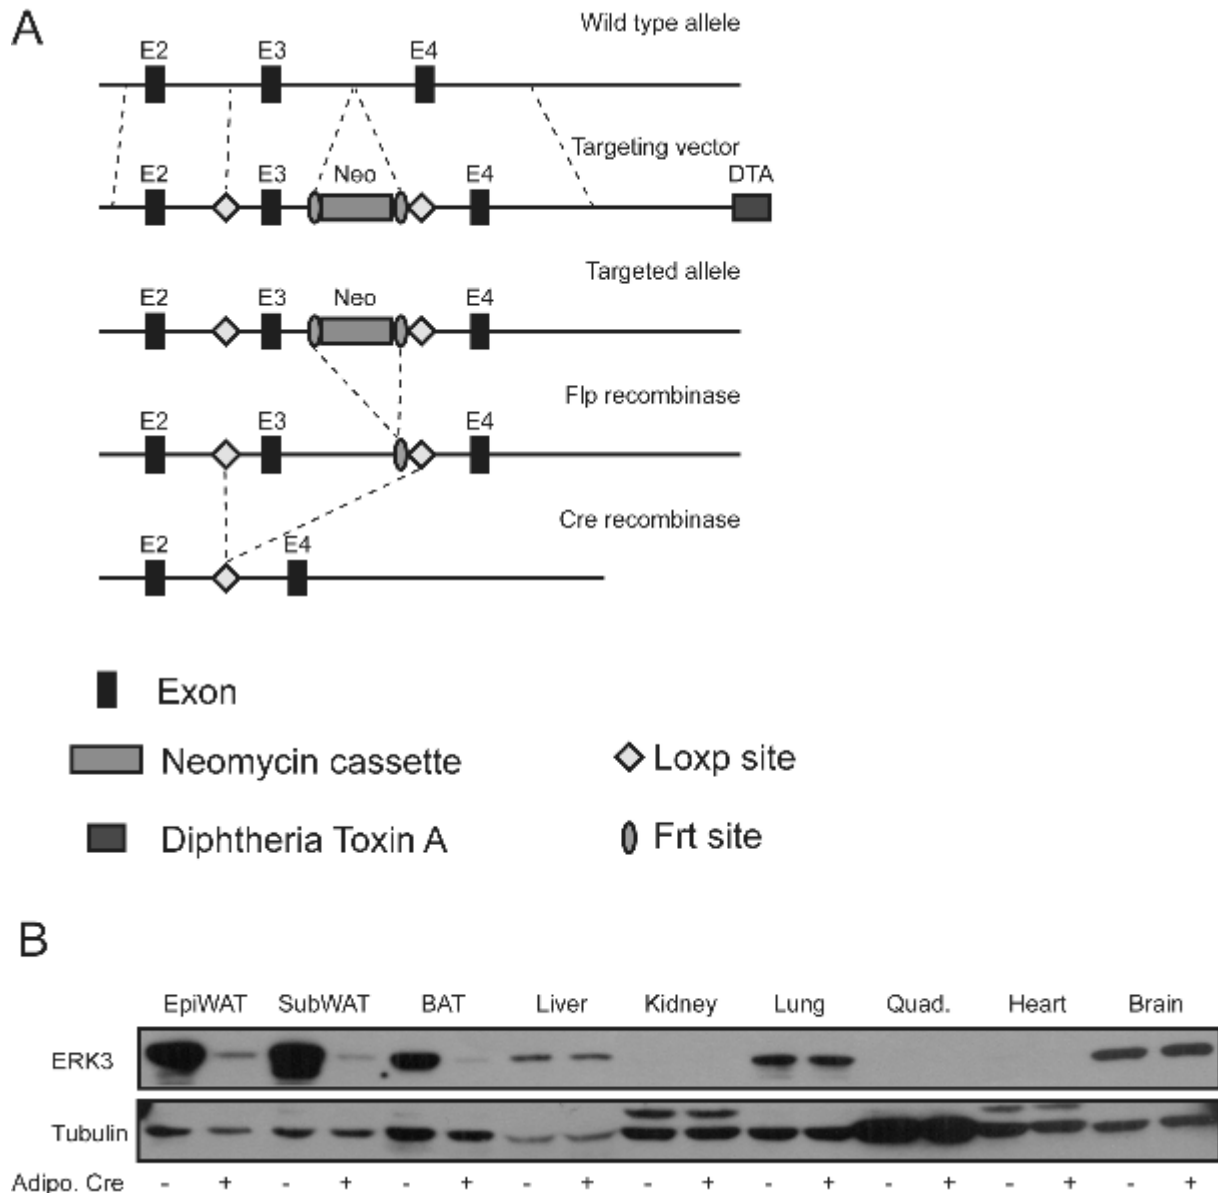 A
Wild type allele
E2 E3 E4
Targeting vector
E2 E3 Neo E4 DTA
Targeted allele
E2 E3 Neo E4
Flp recombinase
E2 E3 E4
Cre recombinase
E2 E4
Exon
Neomycin cassette Loxp site
Diphtheria Toxin A Frt site
B
EpiWAT SubWAT BAT Liver Kidney Lung Quad. Heart Brain
ERK3
Tubulin
Adipo. Cre - + - + - + - + - + - + - + - + - +